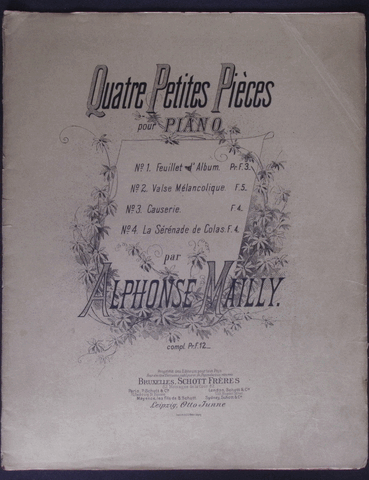 Quatre Petites Pièces
pour PIANO
No 1. Feuillet d'Album. Pr. F. 3.
No 2. Valse Mélancolique. F. 5.
No 3. Causerie. F. 4.
No 4. La Sérénade de Colas. F. 4.
par
ALPHONSE MAILLY.
compl. Pr. F. 12_
BRUXELLES, SCHOTT FRÈRES
Leipzig, Otto Junne